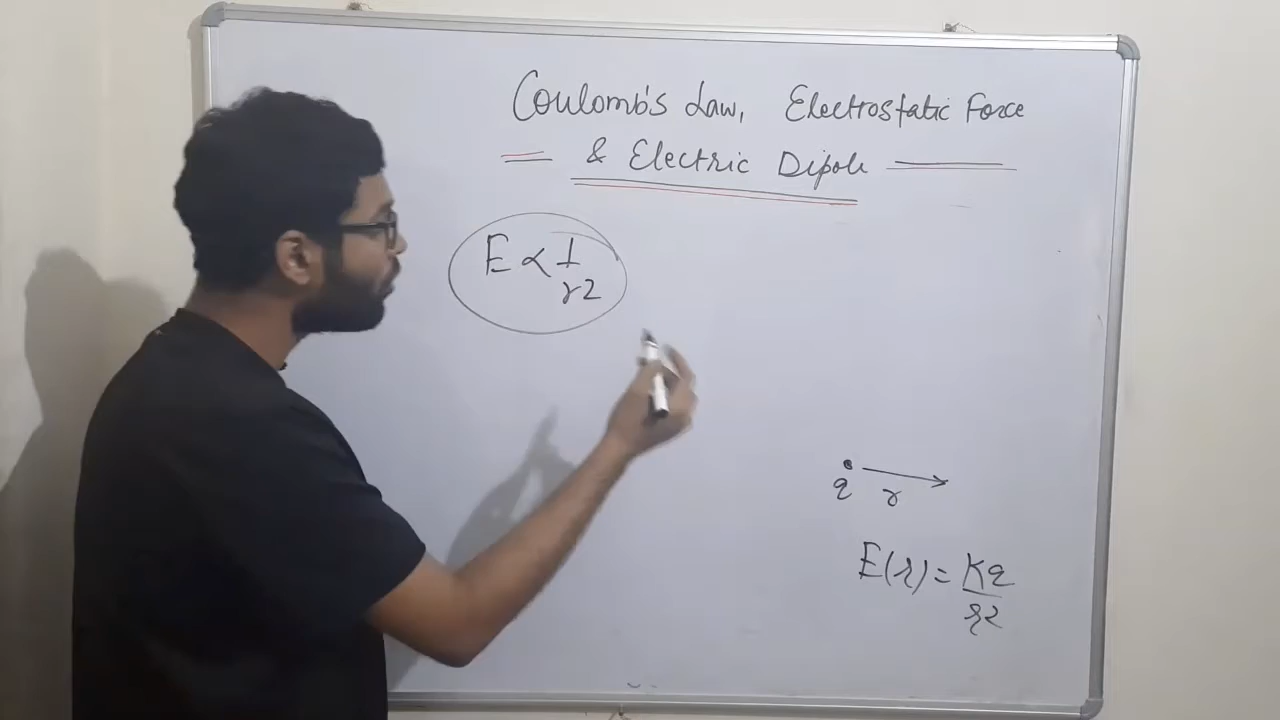 Coulomb's Law, Electrostatic Force
& Electric Dipole
E ∝ 1/r2
q r
E(r) = Kq/r2